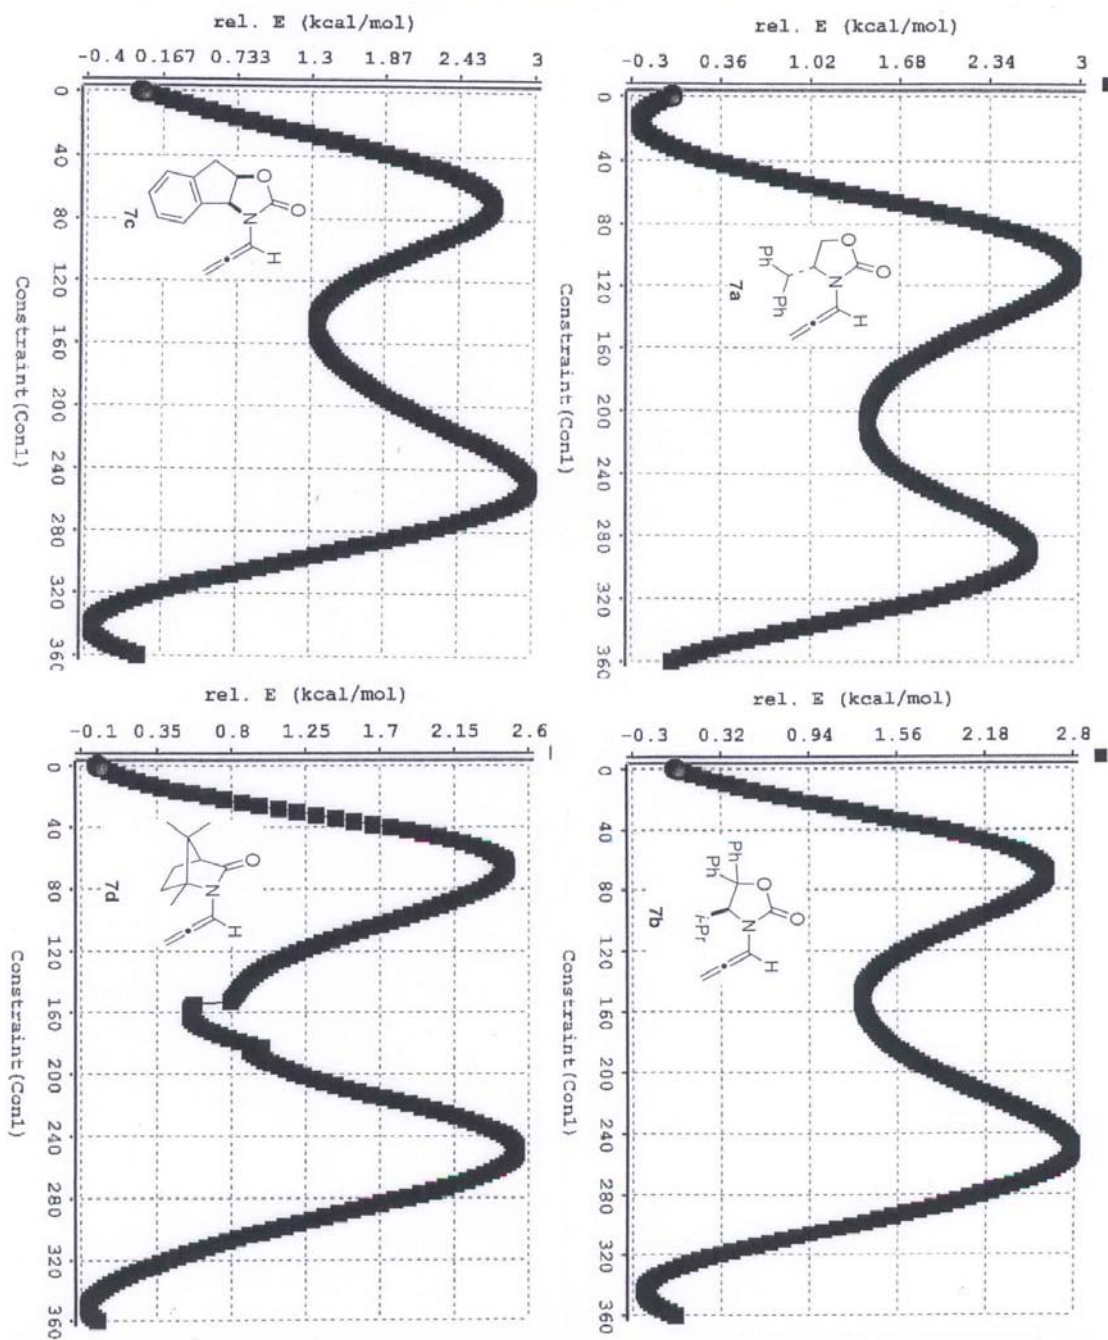 rel. E (kcal/mol)
-0.3 0.36 1.02 1.68 2.34 3
0 40 80 120 160 200 240 280 320 360
Constraint(Con1)
O
O
N
H
Ph
Ph
7a
rel. E (kcal/mol)
-0.3 0.32 0.94 1.56 2.18 2.8
0 40 80 120 160 200 240 280 320 360
Constraint(Con1)
Ph
Ph
O
O
N
H
i-Pr
7b
rel. E (kcal/mol)
-0.4 0.167 0.733 1.3 1.87 2.43 3
0 40 80 120 160 200 240 280 320 360
Constraint(Con1)
O
O
N
H
7c
rel. E (kcal/mol)
-0.1 0.35 0.8 1.25 1.7 2.15 2.6
0 40 80 120 160 200 240 280 320 360
Constraint(Con1)
O
N
H
7d